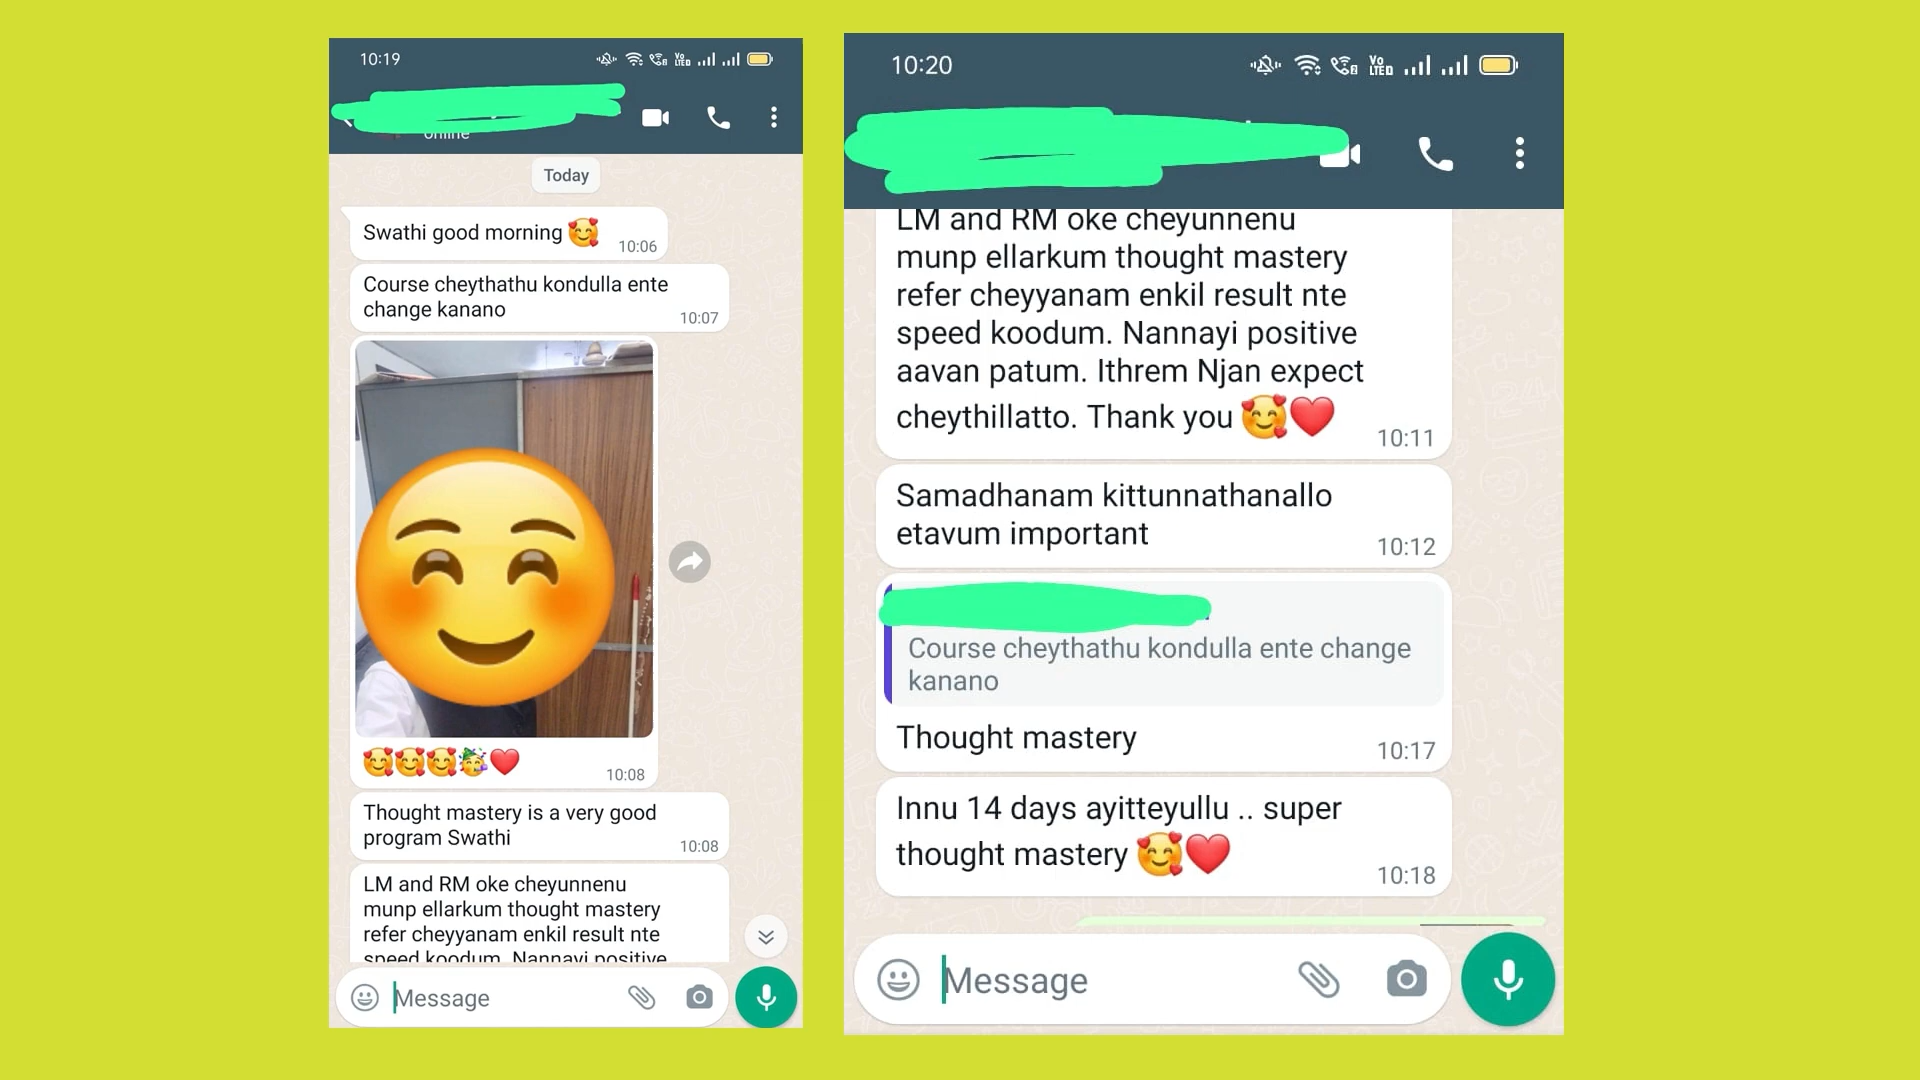 10:19
online
Today
Swathi good morning 🥰
10:06
Course cheythathu kondulla ente
change kanano
10:07
🥰🥰🥰🥳❤️
10:08
Thought mastery is a very good
program Swathi
10:08
LM and RM oke cheyunnenu
munp ellarkum thought mastery
refer cheyyanam enkil result nte
speed koodum. Nannayi positive
Message
10:20
LM and RM oke cheyunnenu
munp ellarkum thought mastery
refer cheyyanam enkil result nte
speed koodum. Nannayi positive
aavan patum. Ithrem Njan expect
cheythillatto. Thank you 🥰❤️
10:11
Samadhanam kittunnathanallo
etavum important
10:12
Course cheythathu kondulla ente change
kanano
Thought mastery
10:17
Innu 14 days ayitteyullu .. super
thought mastery 🥰❤️
10:18
Message